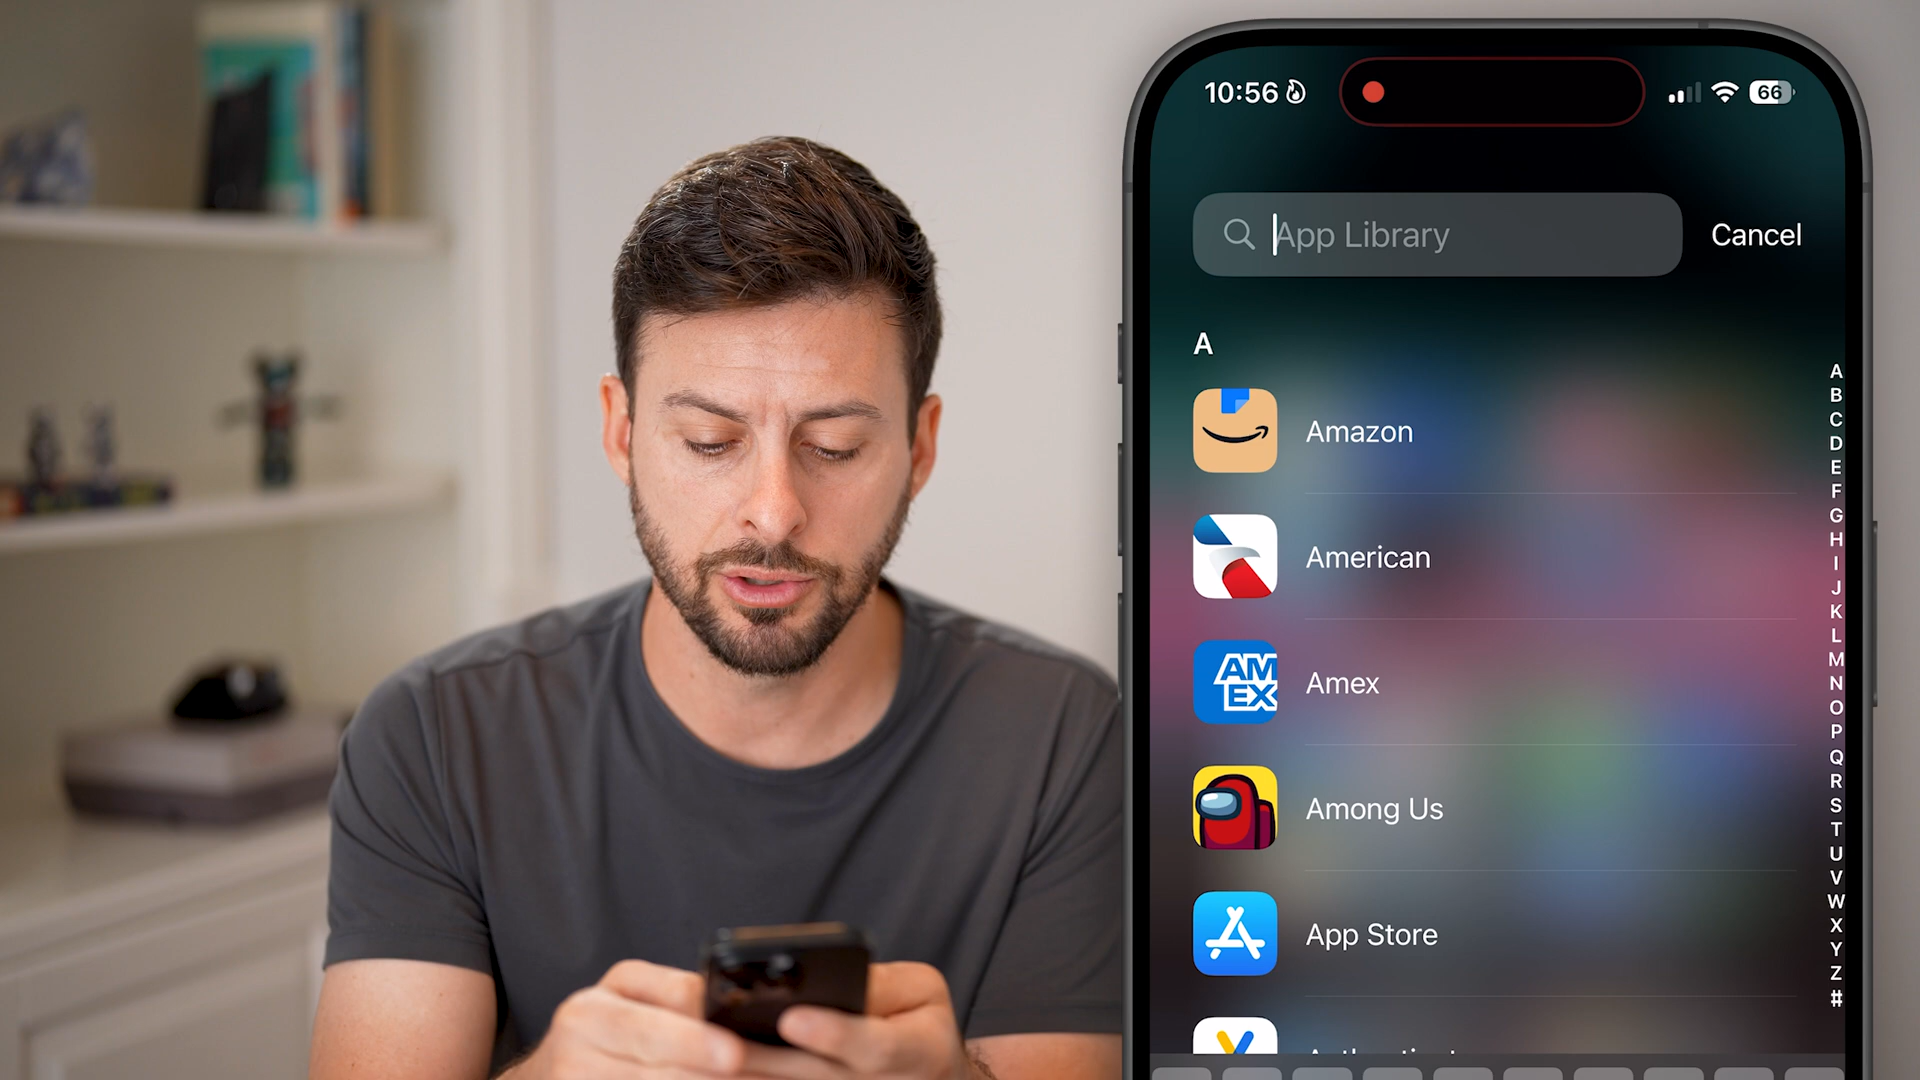 10:56
66
App Library
Cancel
A
Amazon
American
AM
EX
Amex
Among Us
App Store
A
B
C
D
E
F
G
H
I
J
K
L
M
N
O
P
Q
R
S
T
U
V
W
X
Y
Z
#